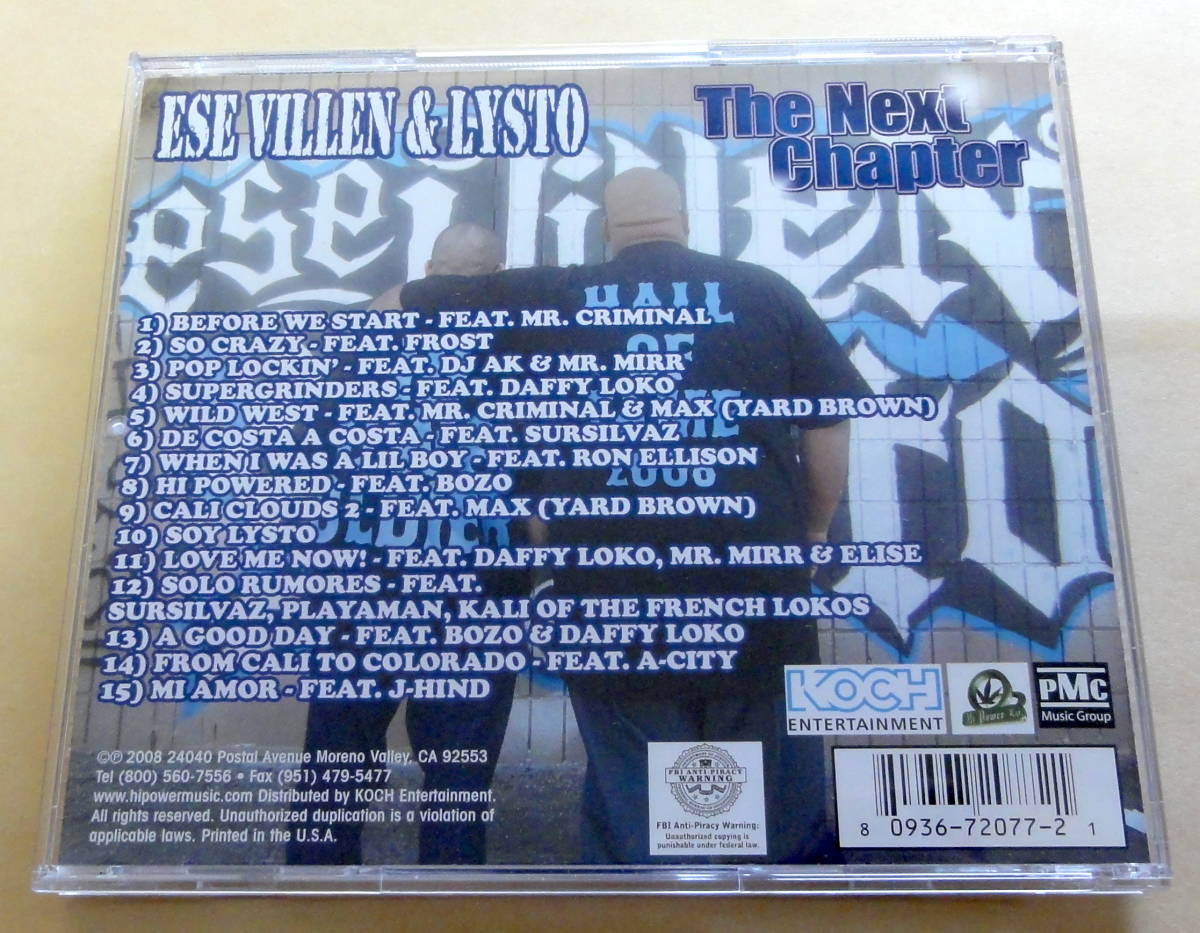 ESE VILLEN & LYSTO
The Next
Chapter
ese villen
HALL
OF
2008
1) BEFORE WE START - FEAT. MR. CRIMINAL
2) SO CRAZY - FEAT. FROST
3) POP LOCKIN' - FEAT. DJ AK & MR. MIRR
4) SUPERGRINDERS - FEAT. DAFFY LOKO
5) WILD WEST - FEAT. MR. CRIMINAL & MAX (YARD BROWN)
6) DE COSTA A COSTA - FEAT. SURSILVAZ
7) WHEN I WAS A LIL BOY - FEAT. RON ELLISON
8) HI POWERED - FEAT. BOZO
9) CALI CLOUDS 2 - FEAT. MAX (YARD BROWN)
10) SOY LYSTO
11) LOVE ME NOW! - FEAT. DAFFY LOKO, MR. MIRR & ELISE
12) SOLO RUMORES - FEAT.
SURSILVAZ, PLAYAMAN, KALI OF THE FRENCH LOKOS
13) A GOOD DAY - FEAT. BOZO & DAFFY LOKO
14) FROM CALI TO COLORADO - FEAT. A-CITY
15) MI AMOR - FEAT. J-HIND
KOCH
ENTERTAINMENT
Hi Power Ent
PMC
Music Group
©℗ 2008 24040 Postal Avenue Moreno Valley, CA 92553
Tel (800) 560-7556 • Fax (951) 479-5477
www.hipowermusic.com Distributed by KOCH Entertainment.
All rights reserved. Unauthorized duplication is a violation of
applicable laws. Printed in the U.S.A.
FBI ANTI-PIRACY
WARNING
FBI Anti-Piracy Warning:
Unauthorized copying is
punishable under federal law.
8 0936-72077-2 1